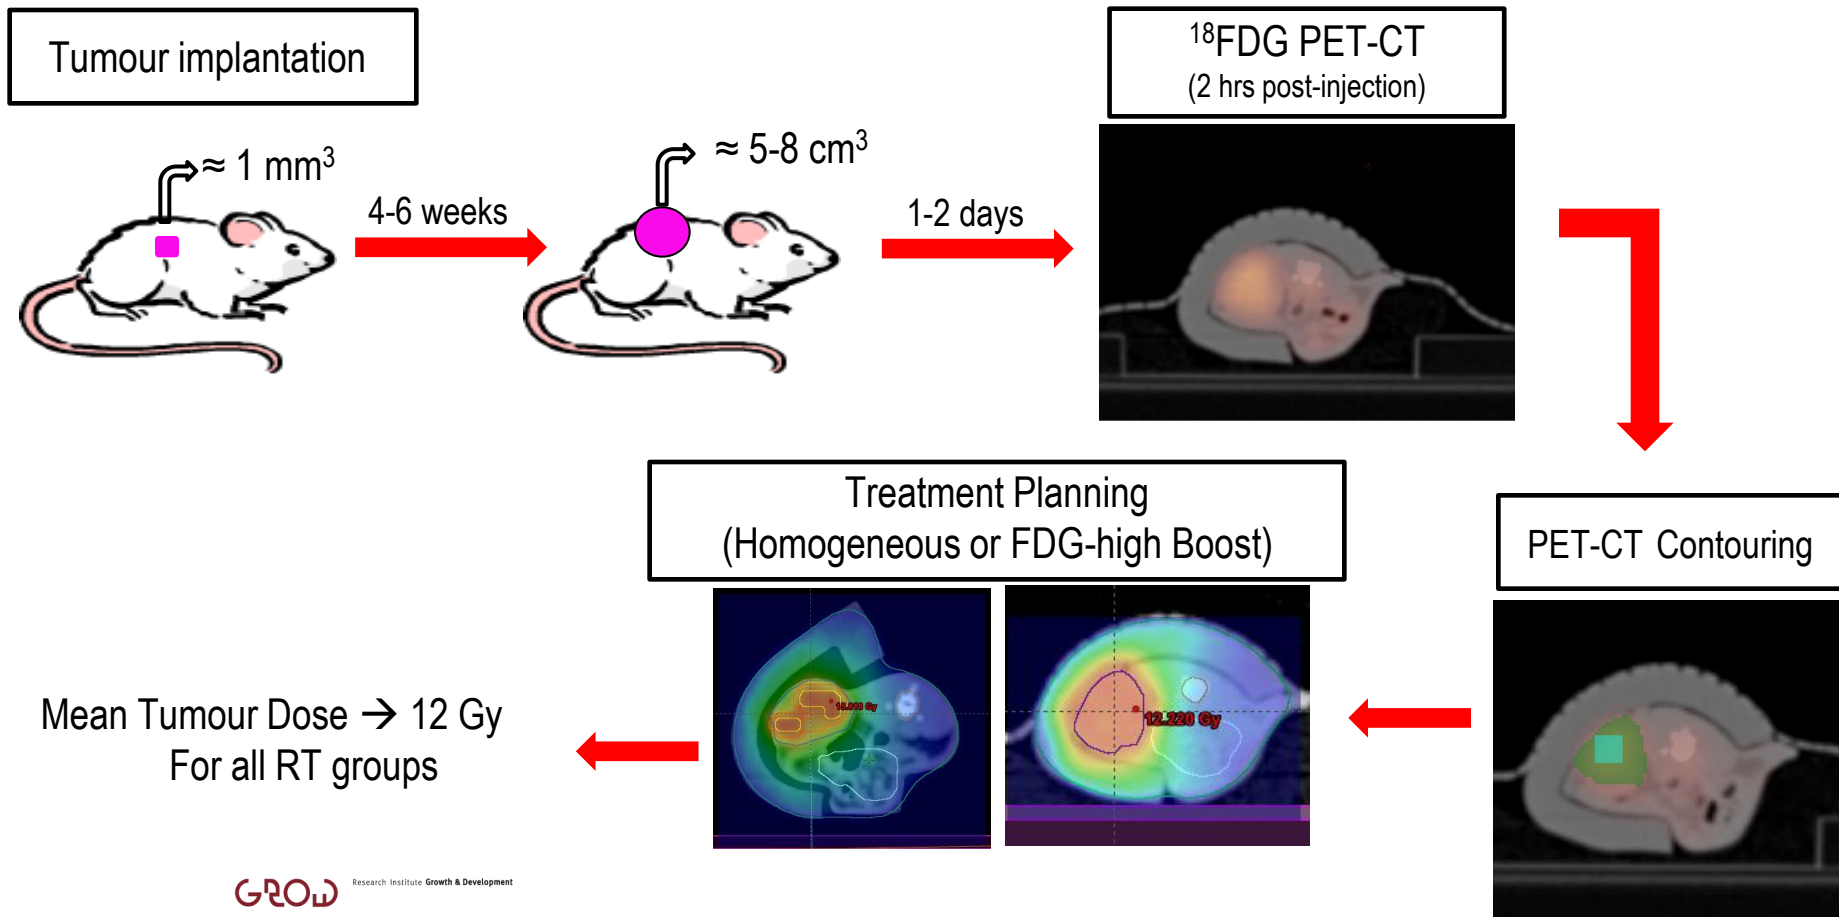 Tumour implantation
≈ 1 mm³
4-6 weeks
≈ 5-8 cm³
1-2 days
¹⁸FDG PET-CT
(2 hrs post-injection)
PET-CT Contouring
Treatment Planning
(Homogeneous or FDG-high Boost)
12.220 Gy
Mean Tumour Dose → 12 Gy
For all RT groups
GROW
Research Institute Growth & Development